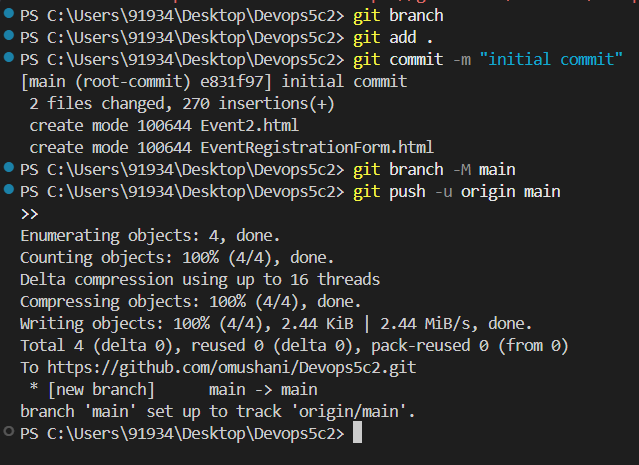 PS C:\Users\91934\Desktop\Devops5c2> git branch
PS C:\Users\91934\Desktop\Devops5c2> git add .
PS C:\Users\91934\Desktop\Devops5c2> git commit -m "initial commit"
[main (root-commit) e831f97] initial commit
 2 files changed, 270 insertions(+)
 create mode 100644 Event2.html
 create mode 100644 EventRegistrationForm.html
PS C:\Users\91934\Desktop\Devops5c2> git branch -M main
PS C:\Users\91934\Desktop\Devops5c2> git push -u origin main
>>
Enumerating objects: 4, done.
Counting objects: 100% (4/4), done.
Delta compression using up to 16 threads
Compressing objects: 100% (4/4), done.
Writing objects: 100% (4/4), 2.44 KiB | 2.44 MiB/s, done.
Total 4 (delta 0), reused 0 (delta 0), pack-reused 0 (from 0)
To https://github.com/omushani/Devops5c2.git
 * [new branch]      main -> main
branch 'main' set up to track 'origin/main'.
PS C:\Users\91934\Desktop\Devops5c2>